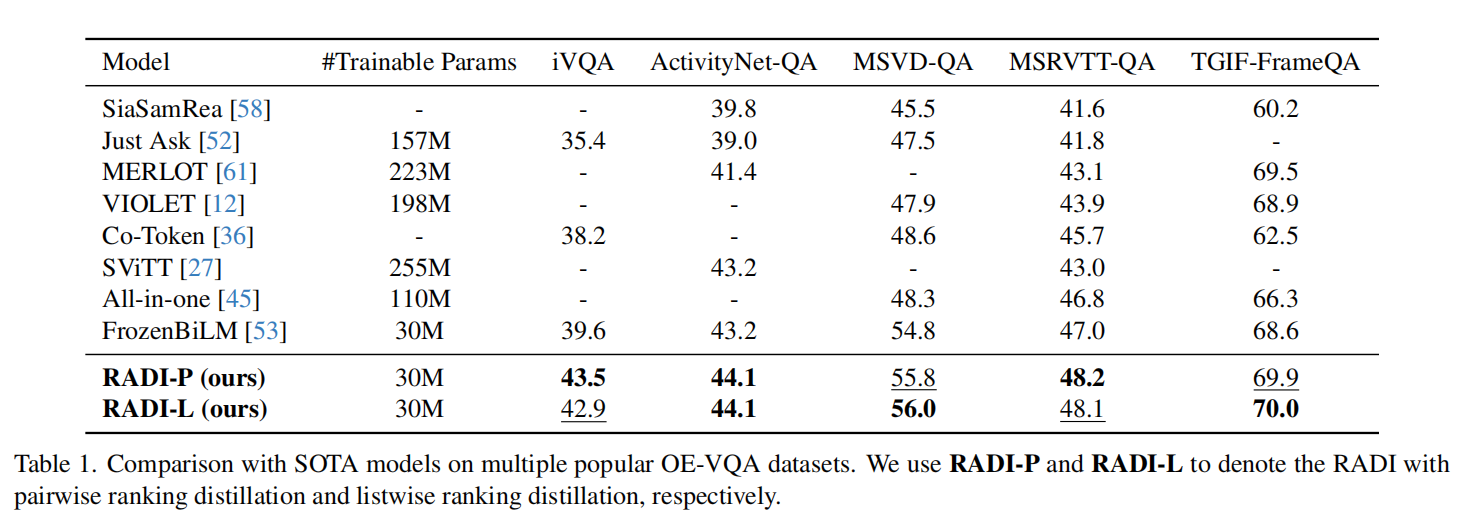 Model #Trainable Params iVQA ActivityNet-QA MSVD-QA MSRVTT-QA TGIF-FrameQA
SiaSamRea [58] - - 39.8 45.5 41.6 60.2
Just Ask [52] 157M 35.4 39.0 47.5 41.8 -
MERLOT [61] 223M - 41.4 - 43.1 69.5
VIOLET [12] 198M - - 47.9 43.9 68.9
Co-Token [36] - 38.2 - 48.6 45.7 62.5
SViTT [27] 255M - 43.2 - 43.0 -
All-in-one [45] 110M - - 48.3 46.8 66.3
FrozenBiLM [53] 30M 39.6 43.2 54.8 47.0 68.6
RADI-P (ours) 30M 43.5 44.1 55.8 48.2 69.9
RADI-L (ours) 30M 42.9 44.1 56.0 48.1 70.0
Table 1. Comparison with SOTA models on multiple popular OE-VQA datasets. We use RADI-P and RADI-L to denote the RADI with
pairwise ranking distillation and listwise ranking distillation, respectively.